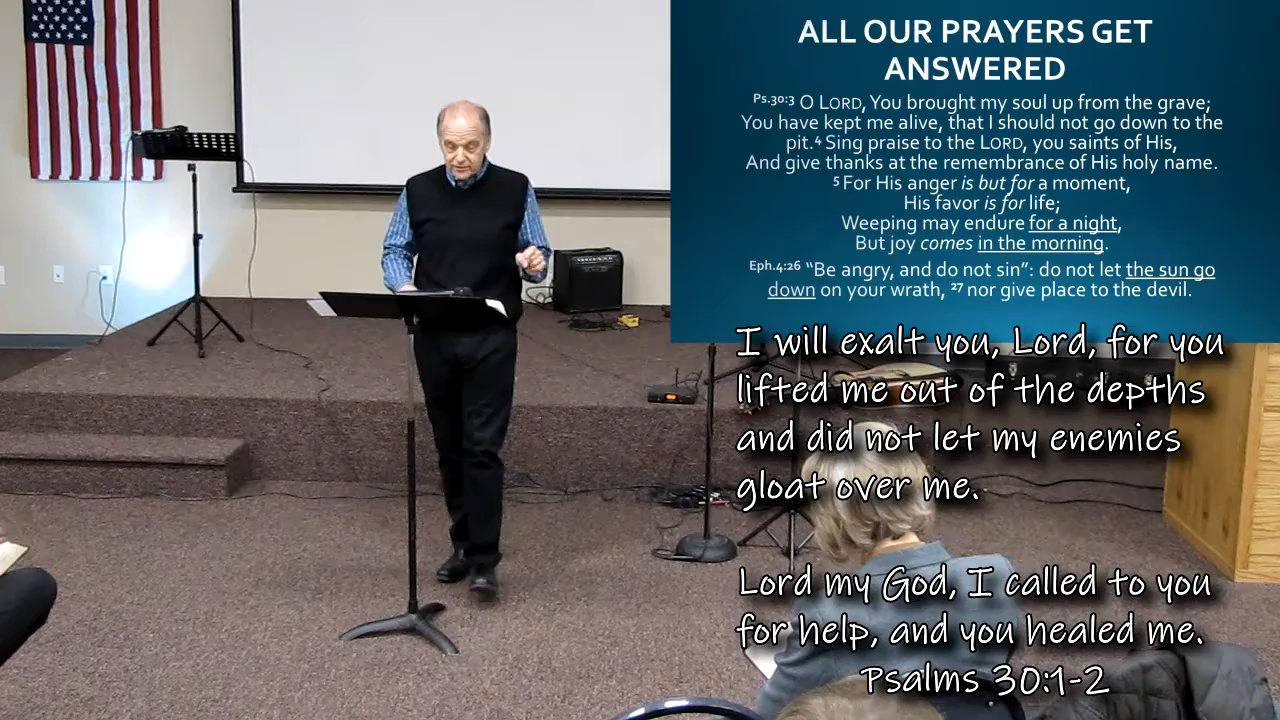 ALL OUR PRAYERS GET
ANSWERED
Ps.30:3 O LORD, You brought my soul up from the grave;
You have kept me alive, that I should not go down to the
pit.4 Sing praise to the LORD, you saints of His,
And give thanks at the remembrance of His holy name.
5 For His anger is but for a moment,
His favor is for life;
Weeping may endure for a night,
But joy comes in the morning.
Eph.4:26 “Be angry, and do not sin”: do not let the sun go
down on your wrath, 27 nor give place to the devil.
I will exalt you, Lord, for you
lifted me out of the depths
and did not let my enemies
gloat over me.
Lord my God, I called to you
for help, and you healed me.
Psalms 30:1-2